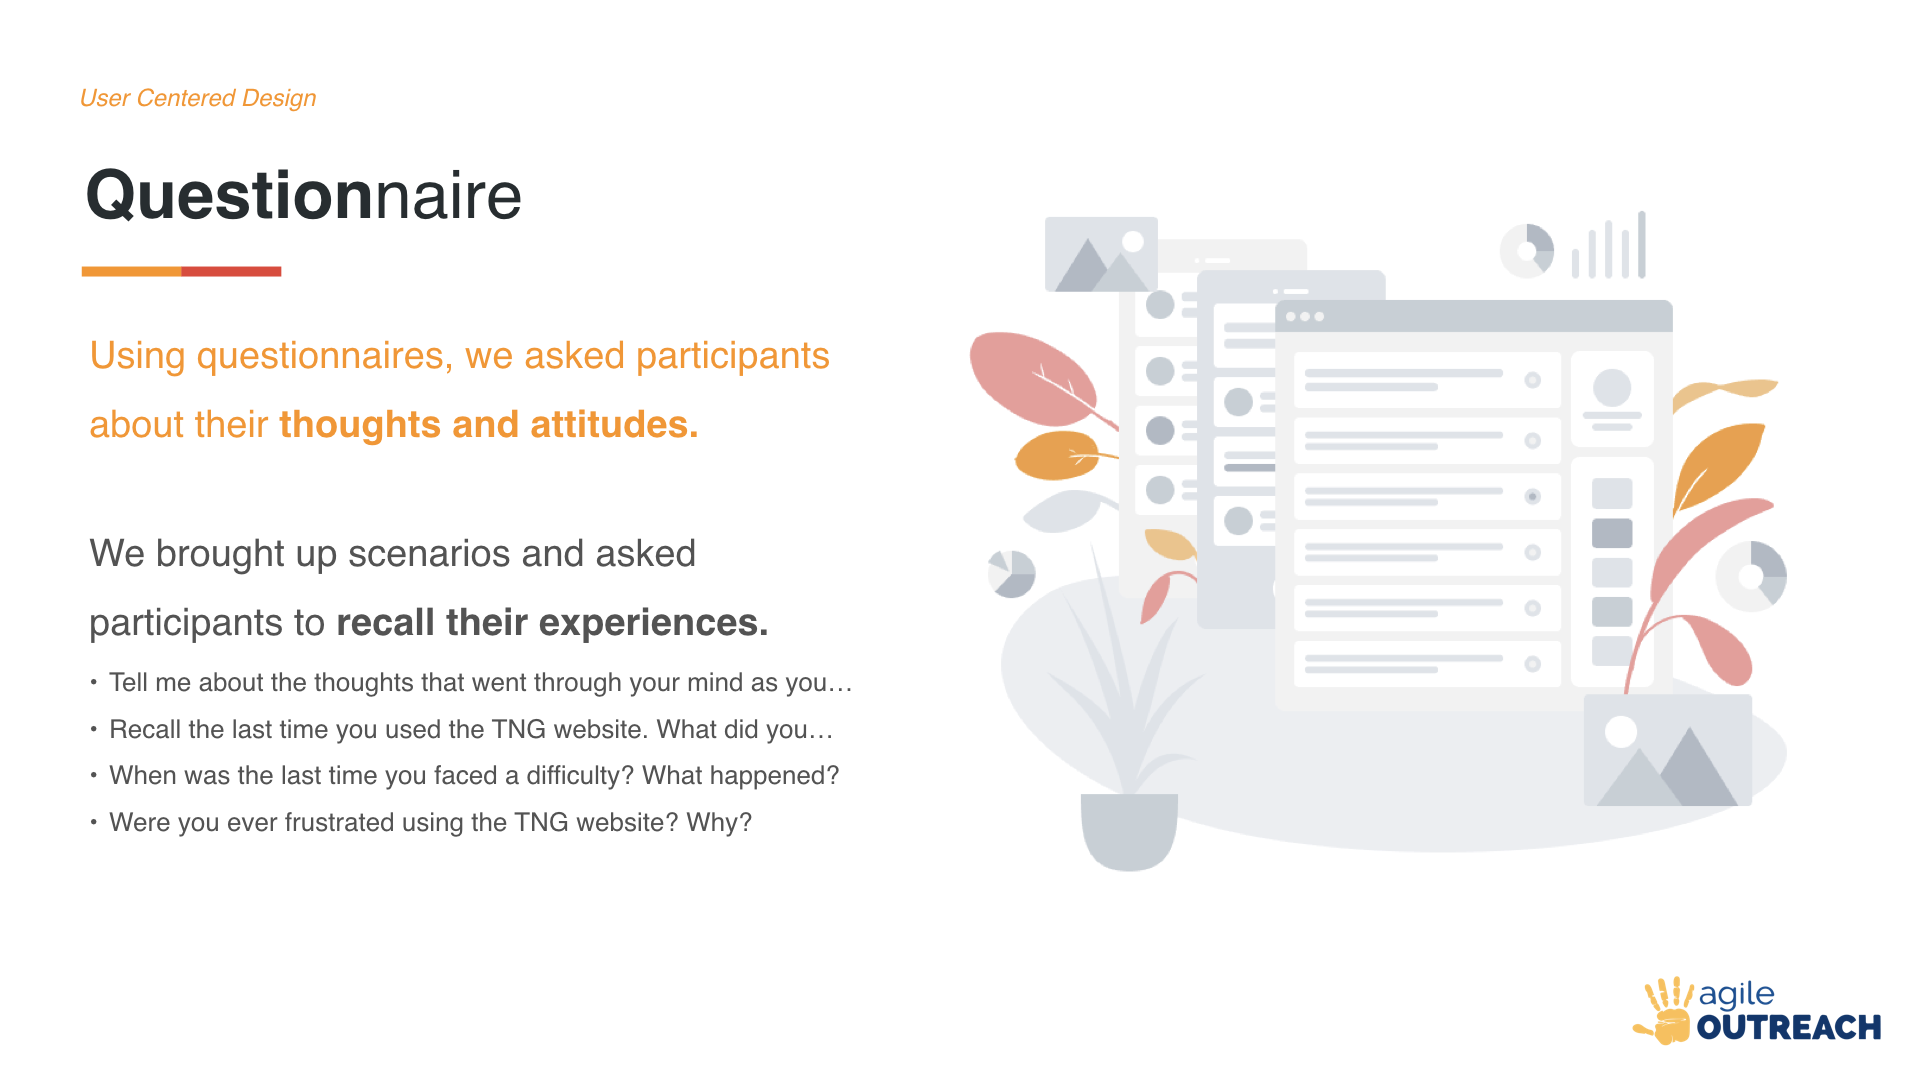 User Centered Design
Questionnaire
Using questionnaires, we asked participants
about their thoughts and attitudes.
We brought up scenarios and asked
participants to recall their experiences.
• Tell me about the thoughts that went through your mind as you…
• Recall the last time you used the TNG website. What did you…
• When was the last time you faced a difficulty? What happened?
• Were you ever frustrated using the TNG website? Why?
agile
OUTREACH